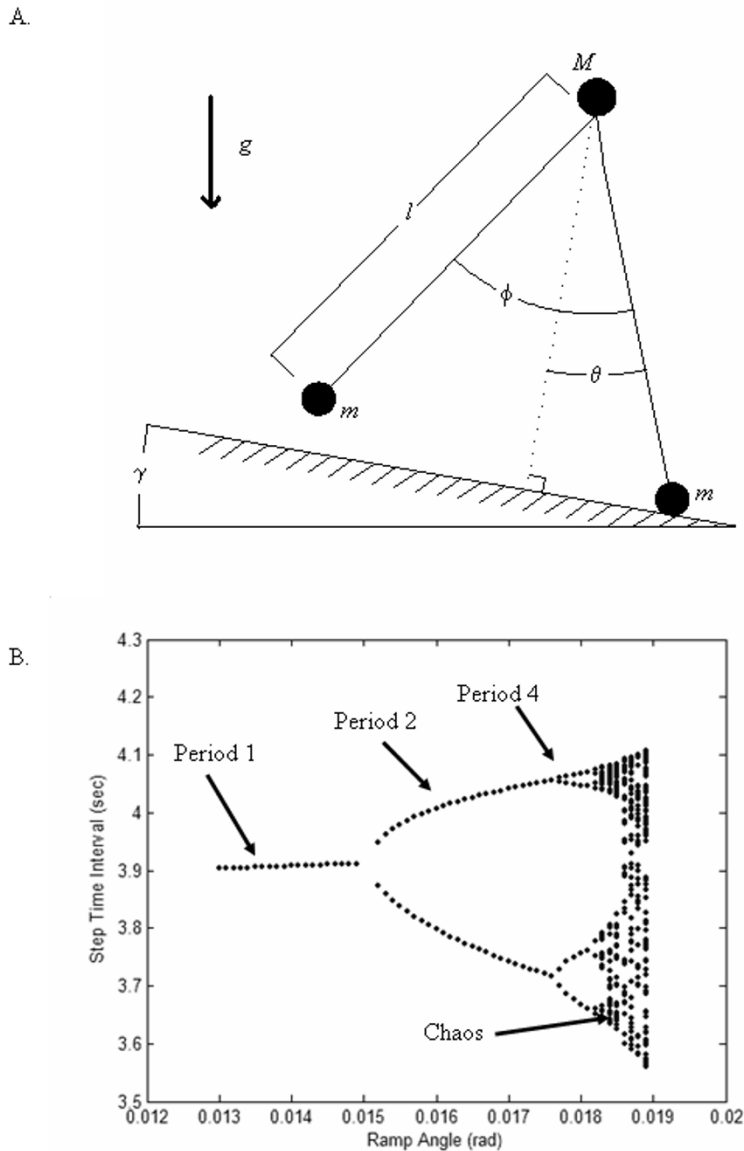 A.
M
g
l
ϕ
θ
m
γ
m
B.
4.3
4.2
4.1
4
3.9
3.8
3.7
3.6
3.5
Step Time Interval (sec)
Period 1
Period 2
Period 4
Chaos
0.012 0.013 0.014 0.015 0.016 0.017 0.018 0.019 0.02
Ramp Angle (rad)